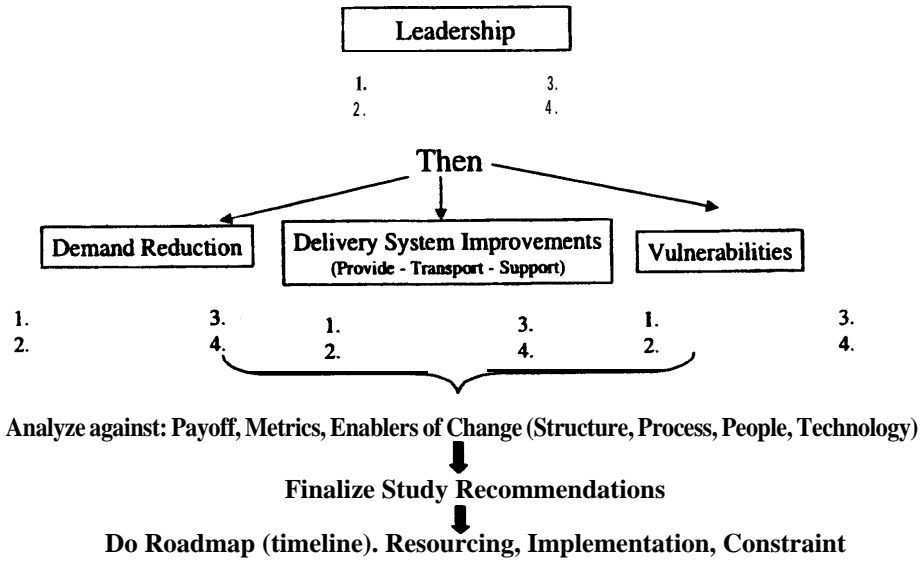 Leadership
1. 3.
2. 4.
Then
Demand Reduction
Delivery System Improvements
(Provide - Transport - Support)
Vulnerabilities
1. 3.
2. 4.
1. 3.
2. 4.
1. 3.
2. 4.
Analyze against: Payoff, Metrics, Enablers of Change (Structure, Process, People, Technology)
Finalize Study Recommendations
Do Roadmap (timeline). Resourcing, Implementation, Constraint